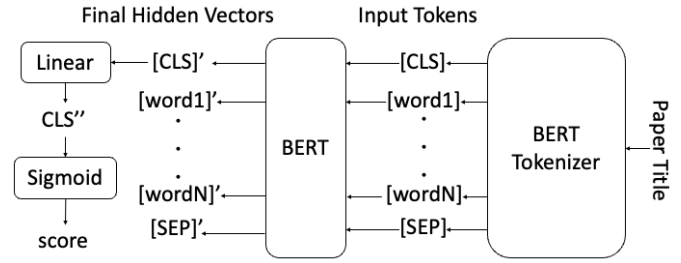 Final Hidden Vectors
Input Tokens
Linear
[CLS]’
[CLS]
[word1]’
[word1]
CLS’’
.
.
.
.
.
.
BERT
BERT
Tokenizer
Paper Title
Sigmoid
[wordN]’
[wordN]
[SEP]’
[SEP]
score